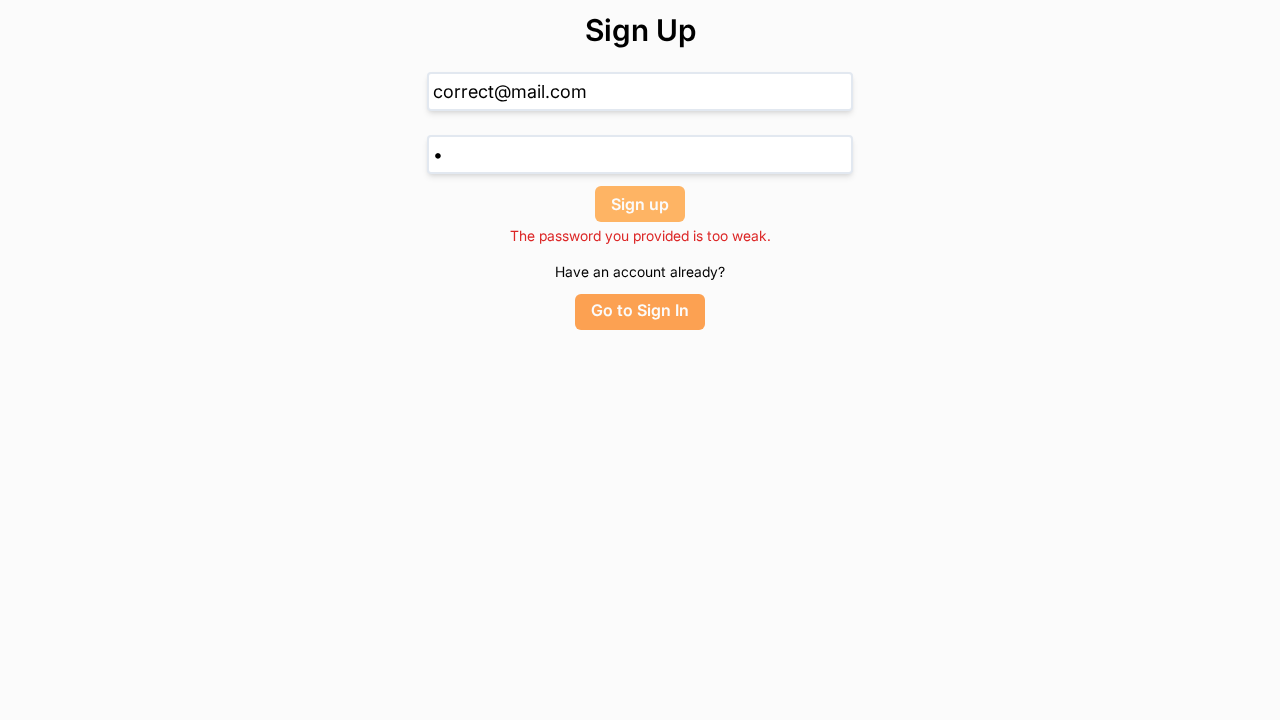 Sign Up
correct@mail.com
•
Sign up
The password you provided is too weak.
Have an account already?
Go to Sign In